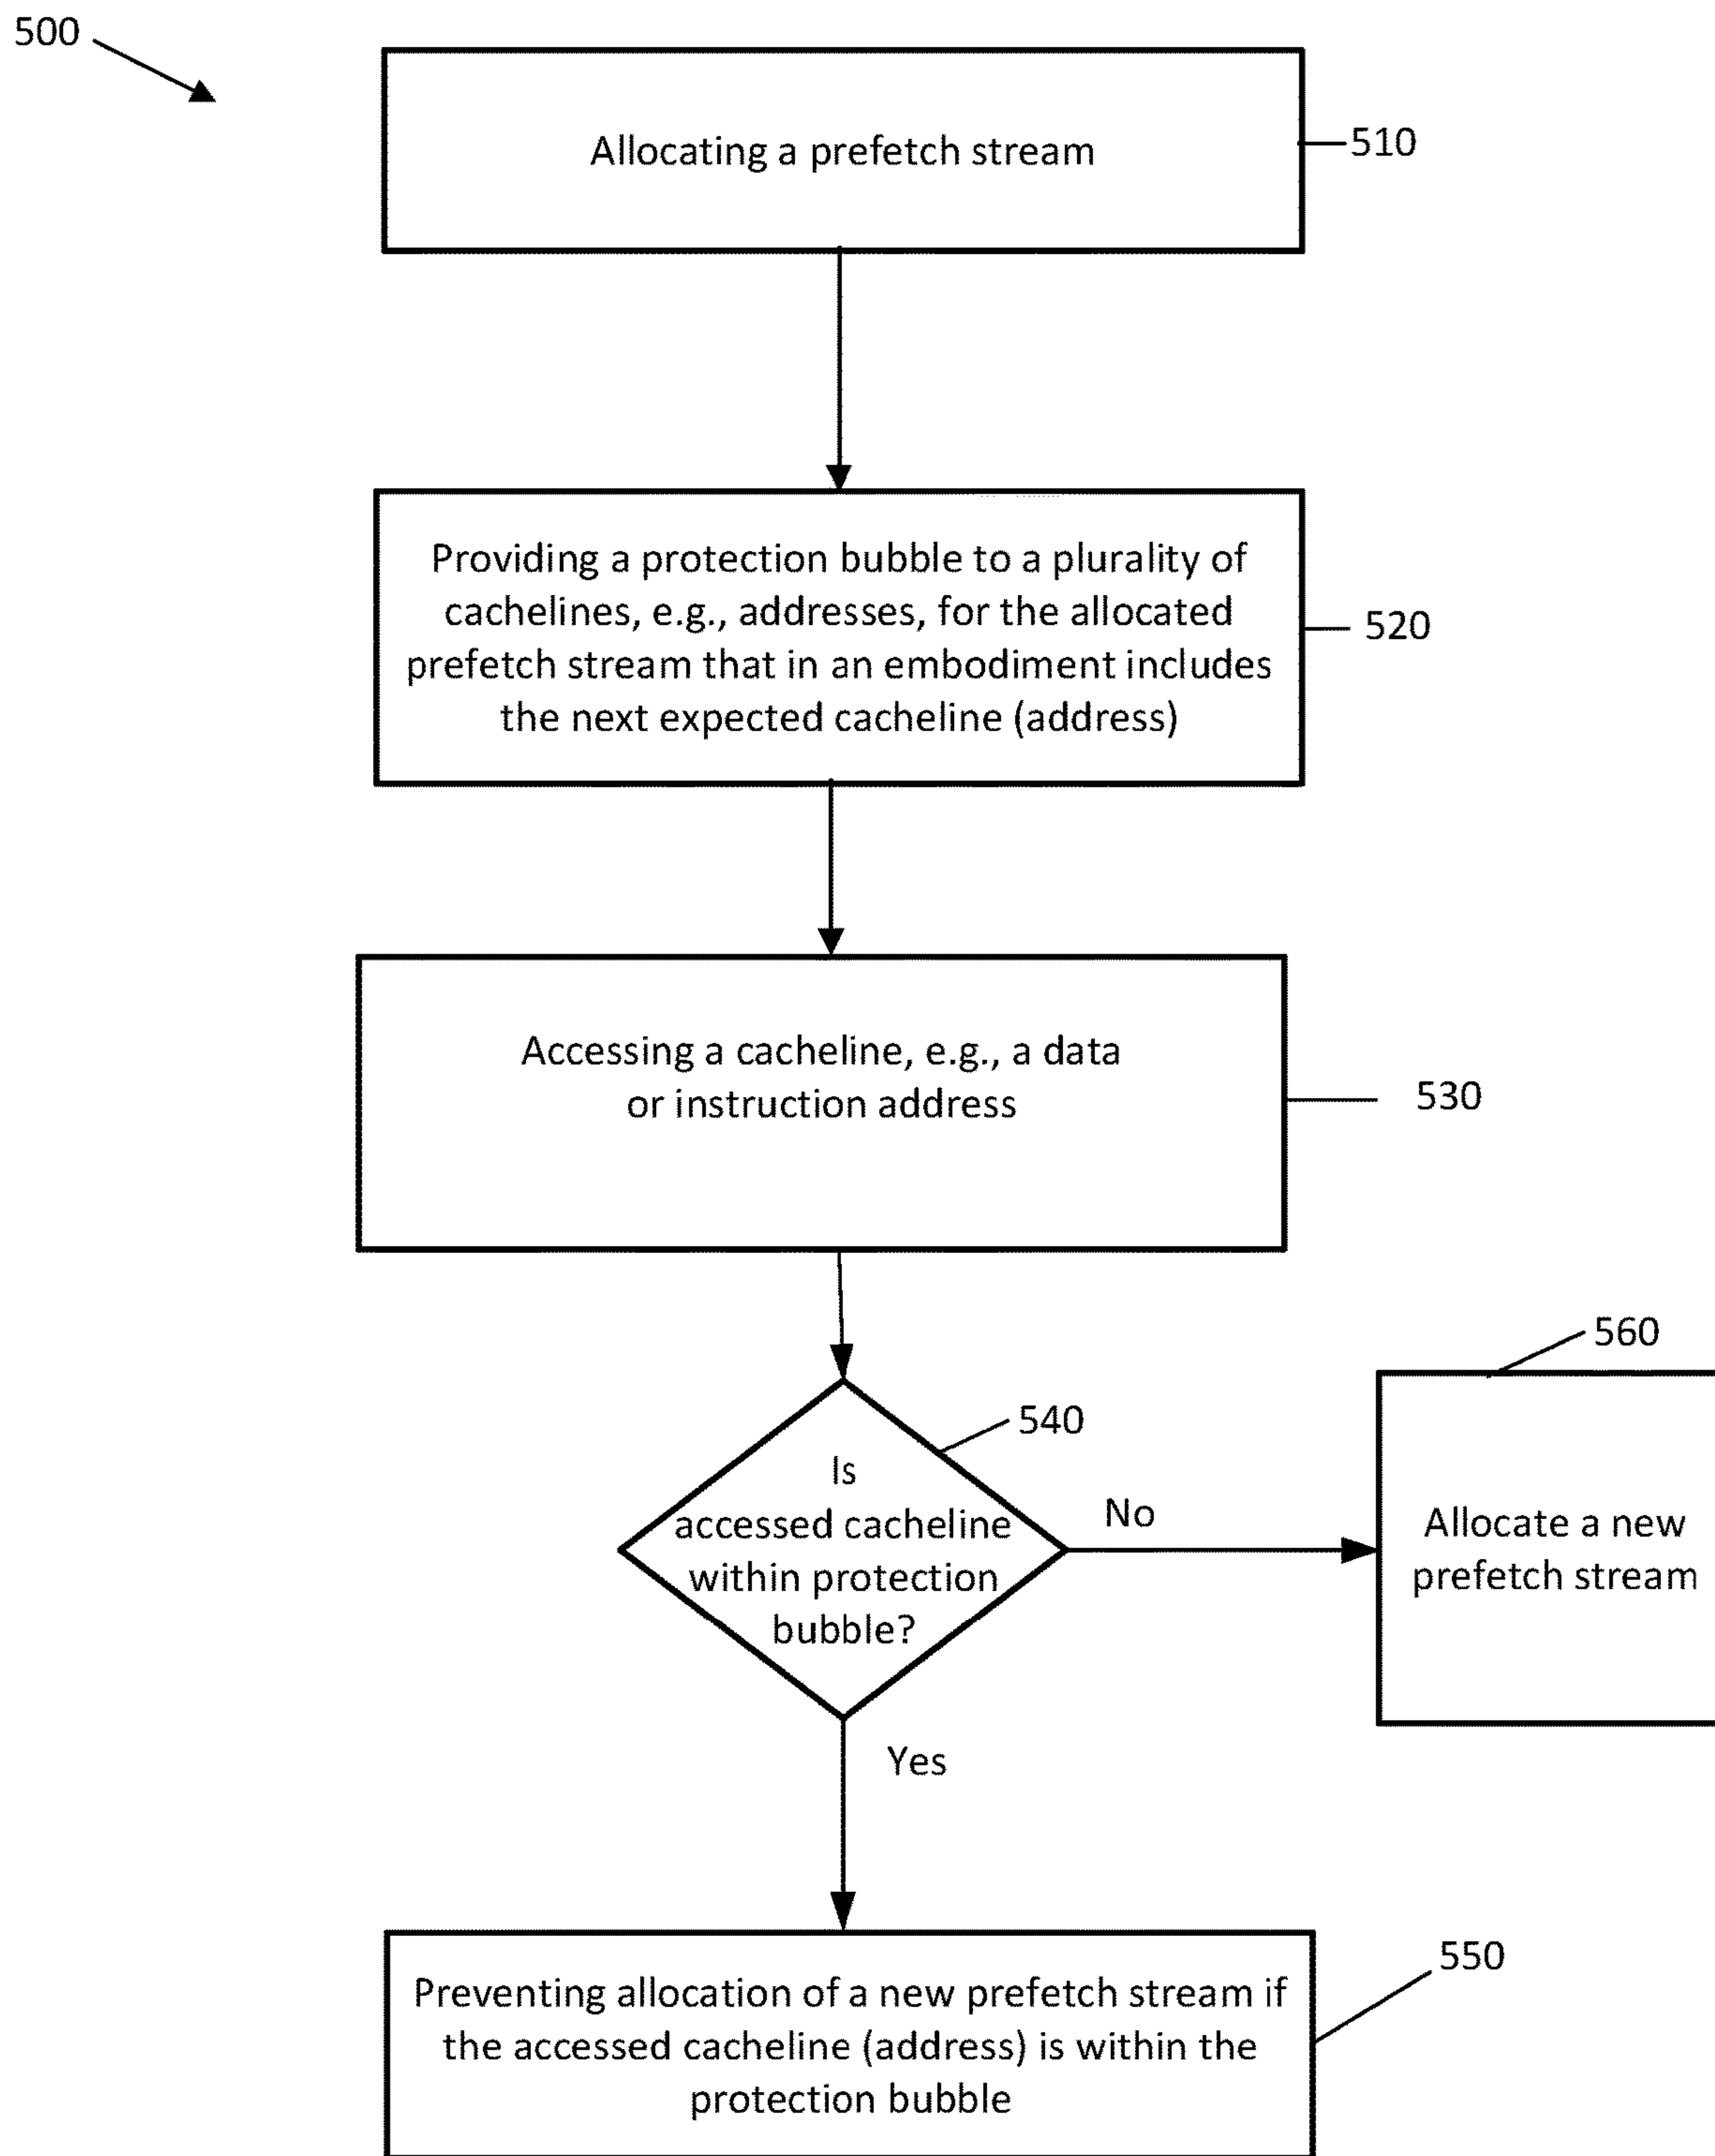 500
Allocating a prefetch stream
510
Providing a protection bubble to a plurality of
cachelines, e.g., addresses, for the allocated
prefetch stream that in an embodiment includes
the next expected cacheline (address)
520
Accessing a cacheline, e.g., a data
or instruction address
530
540
Is
accessed cacheline
within protection
bubble?
No
560
Allocate a new
prefetch stream
Yes
550
Preventing allocation of a new prefetch stream if
the accessed cacheline (address) is within the
protection bubble